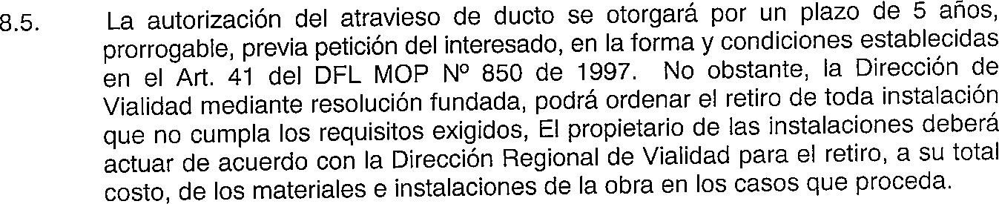 8.5. La autorización del atravieso de ducto se otorgará por un plazo de 5 años,
prorrogable, previa petición del interesado, en la forma y condiciones establecidas
en el Art. 41 del DFL MOP Nº 850 de 1997. No obstante, la Dirección de
Vialidad mediante resolución fundada, podrá ordenar el retiro de toda instalación
que no cumpla los requisitos exigidos, El propietario de las instalaciones deberá
actuar de acuerdo con la Dirección Regional de Vialidad para el retiro, a su total
costo, de los materiales e instalaciones de la obra en los casos que proceda.